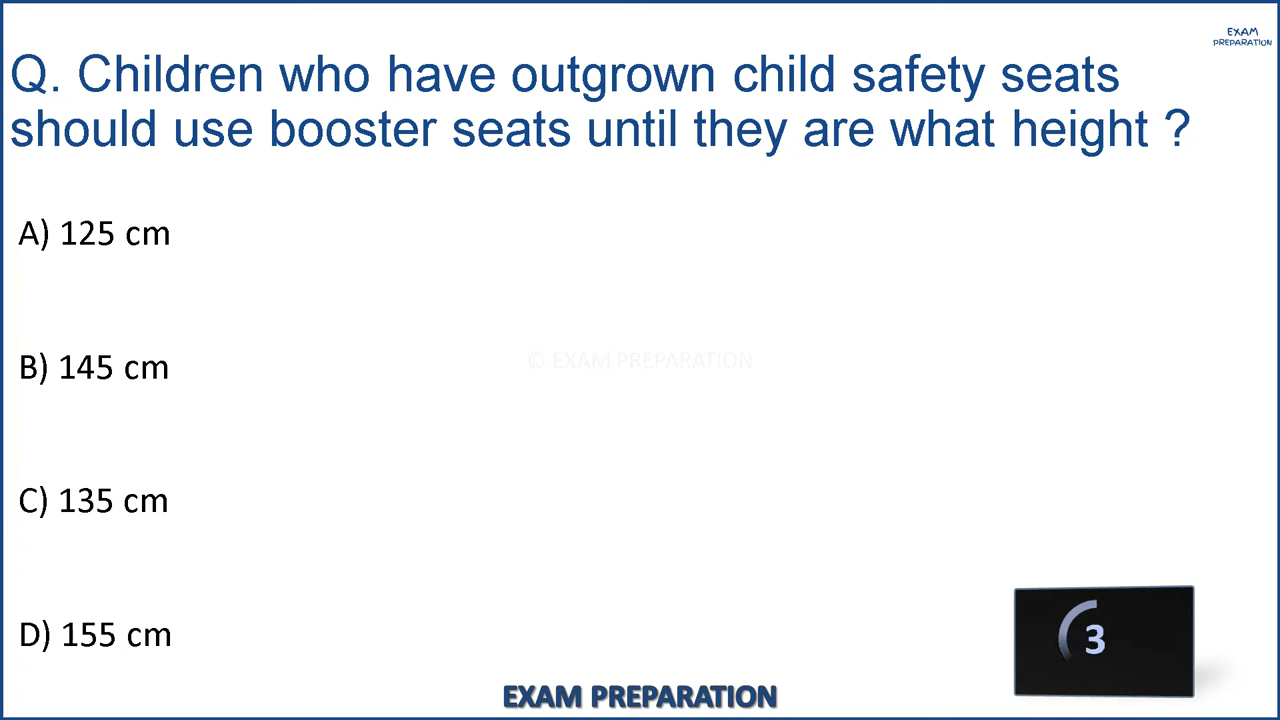 EXAM
PREPARATION
Q. Children who have outgrown child safety seats
should use booster seats until they are what height ?
A) 125 cm
B) 145 cm
© EXAM PREPARATION
C) 135 cm
D) 155 cm
3
EXAM PREPARATION